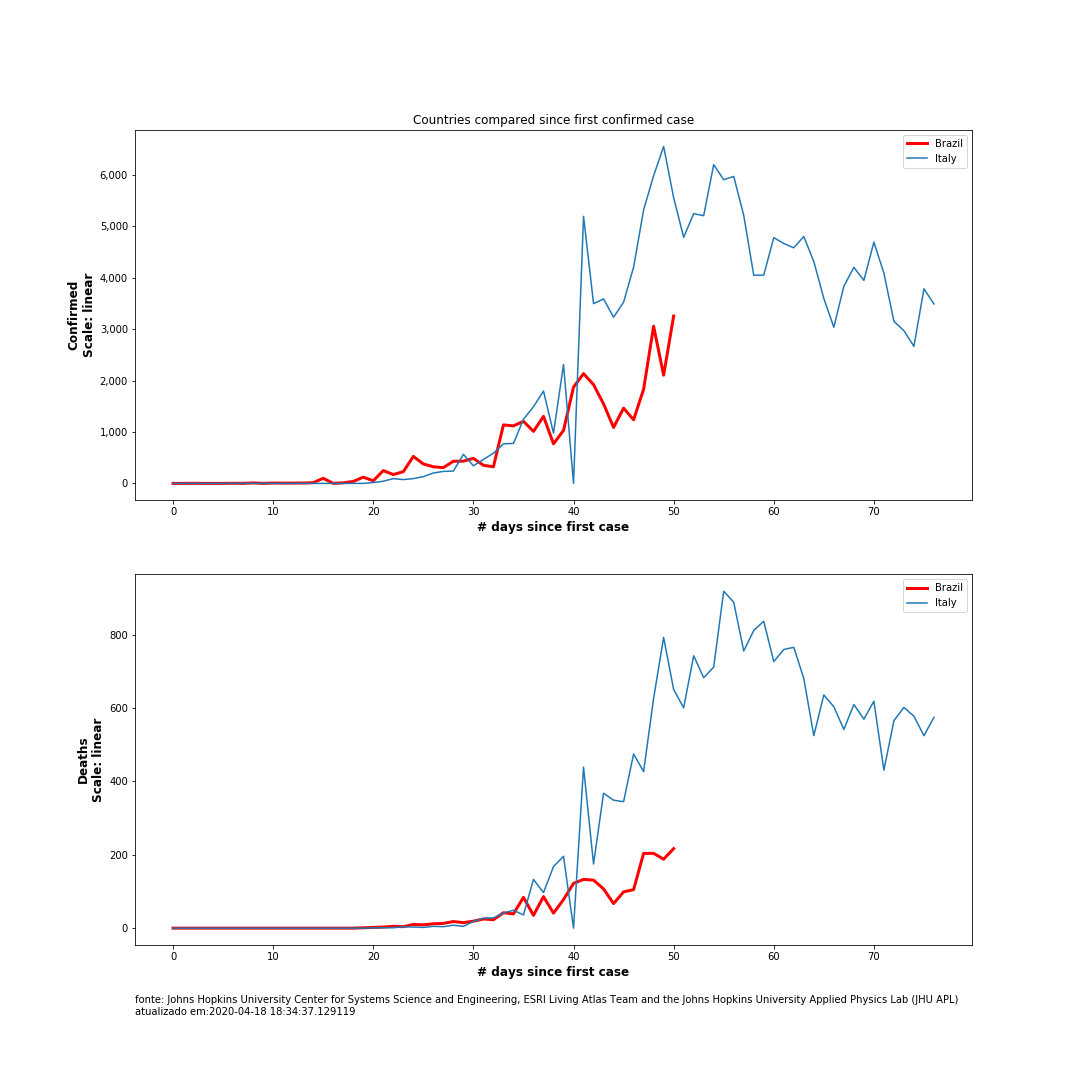 Countries compared since first confirmed case
Brazil
Italy
6,000
5,000
4,000
3,000
2,000
1,000
0
Confirmed
Scale: linear
0 10 20 30 40 50 60 70
# days since first case
Brazil
Italy
800
600
400
200
0
Deaths
Scale: linear
0 10 20 30 40 50 60 70
# days since first case
fonte: Johns Hopkins University Center for Systems Science and Engineering, ESRI Living Atlas Team and the Johns Hopkins University Applied Physics Lab (JHU APL)
atualizado em:2020-04-18 18:34:37.129119